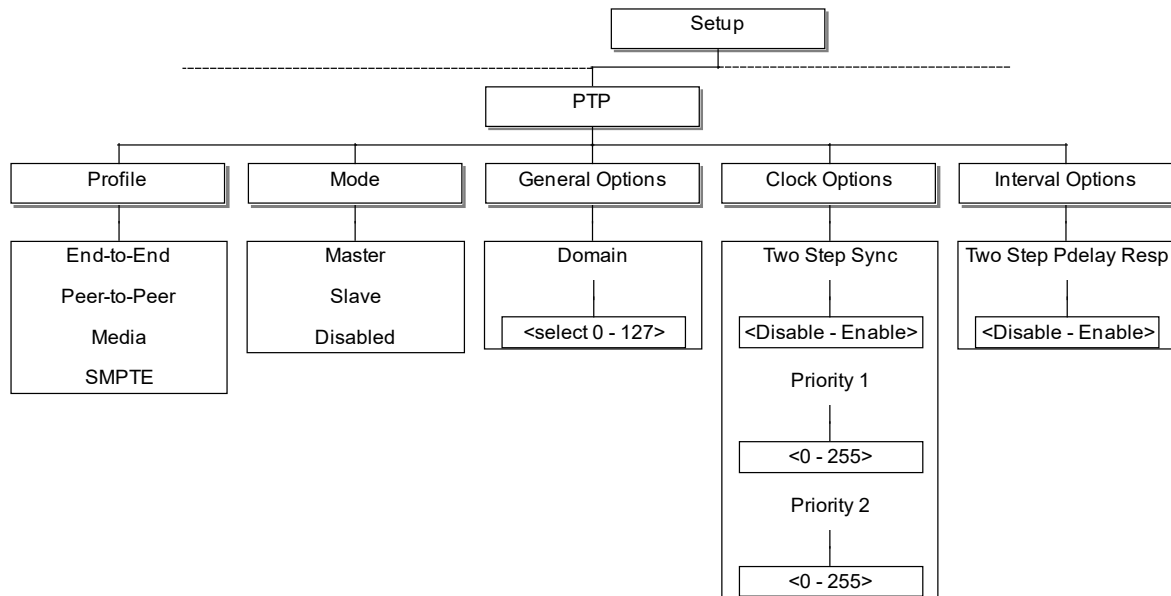 Setup
PTP
Profile
Mode
General Options
Clock Options
Interval Options
End-to-End
Peer-to-Peer
Media
SMPTE
Master
Slave
Disabled
Domain
<select 0 - 127>
Two Step Sync
<Disable - Enable>
Priority 1
<0 - 255>
Priority 2
<0 - 255>
Two Step Pdelay Resp
<Disable - Enable>